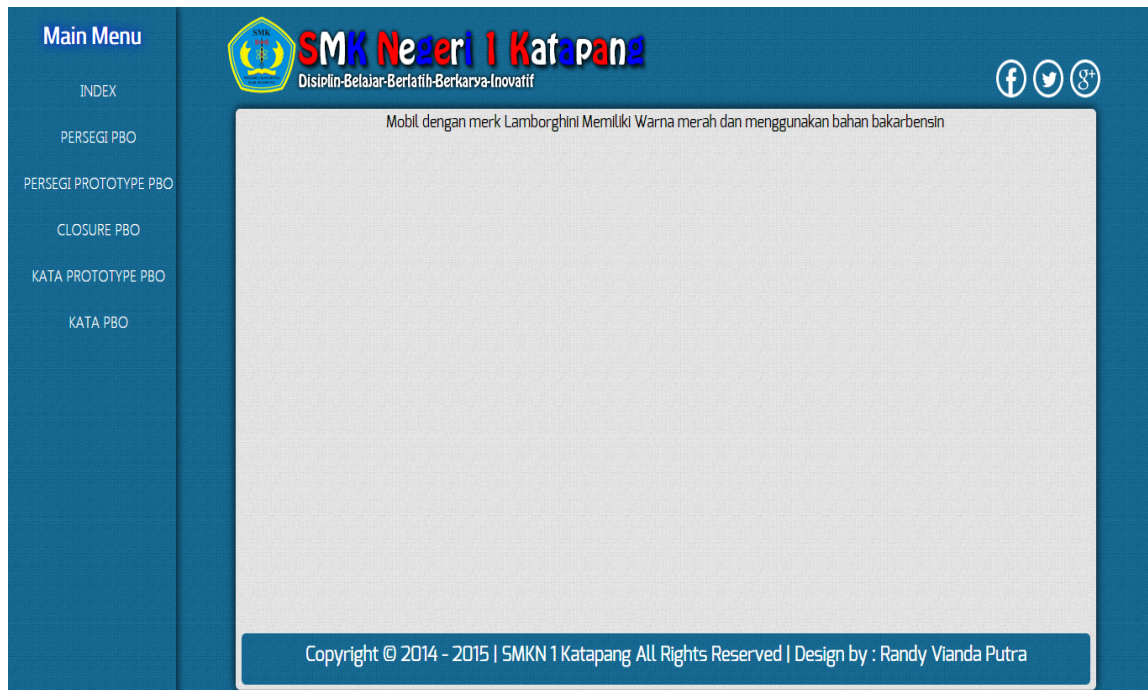 Main Menu
INDEX
PERSEGI PBO
PERSEGI PROTOTYPE PBO
CLOSURE PBO
KATA PROTOTYPE PBO
KATA PBO
SMK
SMK Negeri 1 Katapang
Disiplin-Belajar-Berlatih-Berkarya-Inovatif
Mobil dengan merk Lamborghini Memiliki Warna merah dan menggunakan bahan bakarbensin
Copyright © 2014 - 2015 | SMKN 1 Katapang All Rights Reserved | Design by : Randy Vianda Putra